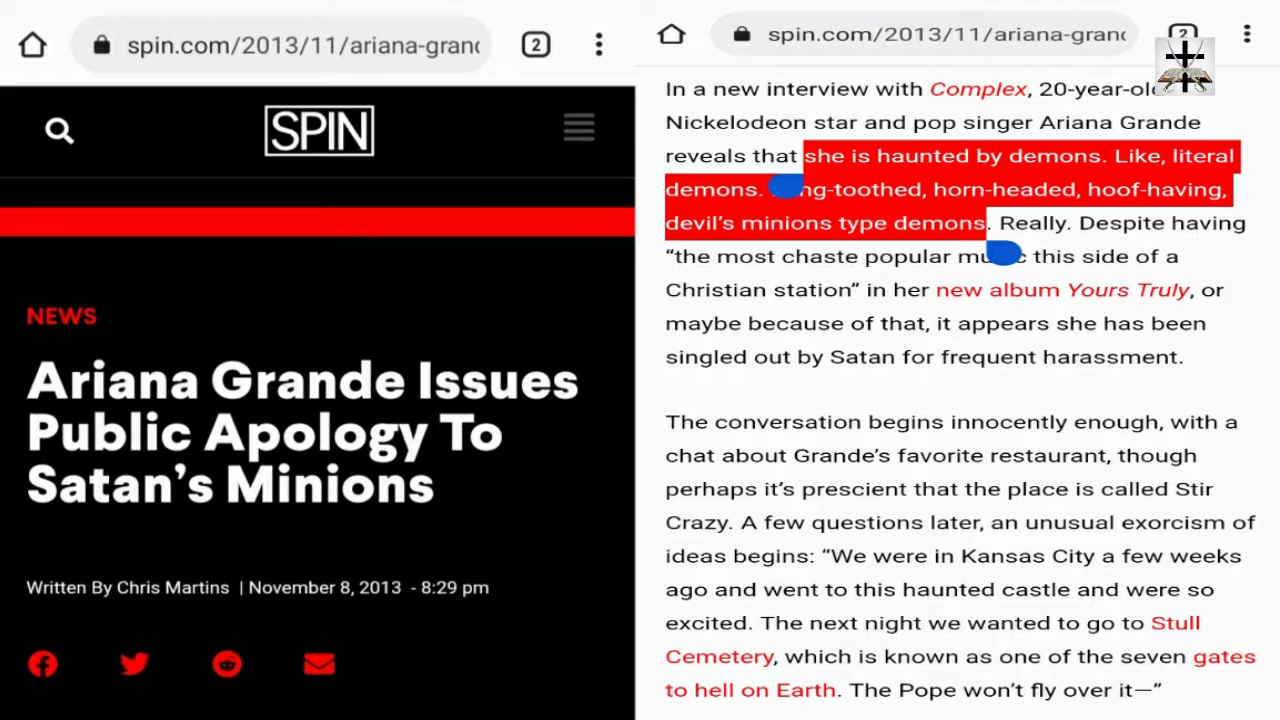 spin.com/2013/11/ariana-grand
2
SPIN
NEWS
Ariana Grande Issues
Public Apology To
Satan's Minions
Written By Chris Martins | November 8, 2013 - 8:29 pm
spin.com/2013/11/ariana-grand
2
In a new interview with Complex, 20-year-old
Nickelodeon star and pop singer Ariana Grande
reveals that she is haunted by demons. Like, literal
demons. horn-headed, hoof-having,
devil's minions type demons. Really. Despite having
“the most chaste popular this side of a
Christian station” in her new album Yours Truly, or
maybe because of that, it appears she has been
singled out by Satan for frequent harassment.
The conversation begins innocently enough, with a
chat about Grande's favorite restaurant, though
perhaps it's prescient that the place is called Stir
Crazy. A few questions later, an unusual exorcism of
ideas begins: “We were in Kansas City a few weeks
ago and went to this haunted castle and were so
excited. The next night we wanted to go to Stull
Cemetery, which is known as one of the seven gates
to hell on Earth. The Pope won't fly over it—”